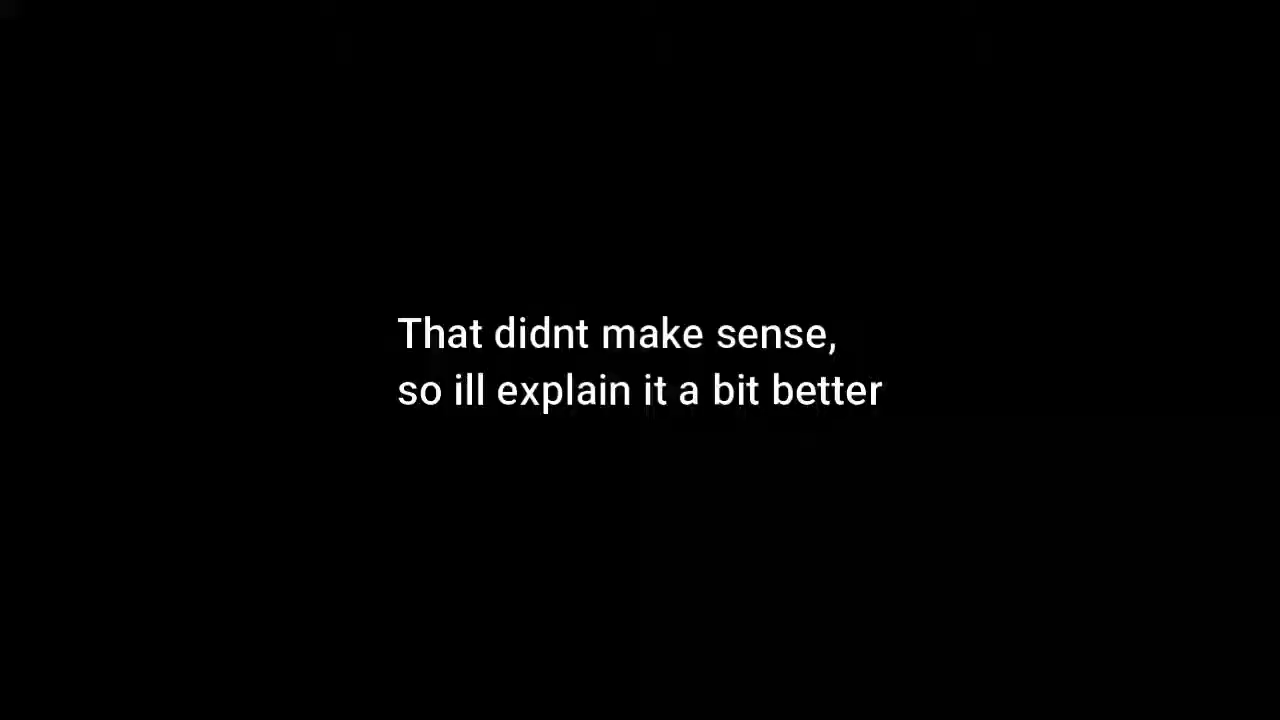 That didnt make sense,
so ill explain it a bit better